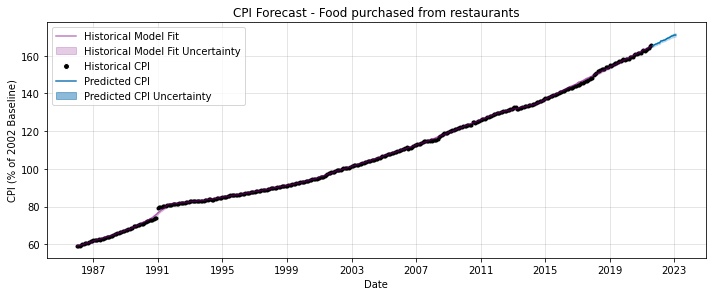 CPI Forecast - Food purchased from restaurants
Historical Model Fit
Historical Model Fit Uncertainty
Historical CPI
Predicted CPI
Predicted CPI Uncertainty
CPI (% of 2002 Baseline)
160
140
120
100
80
60
1987 1991 1995 1999 2003 2007 2011 2015 2019 2023
Date